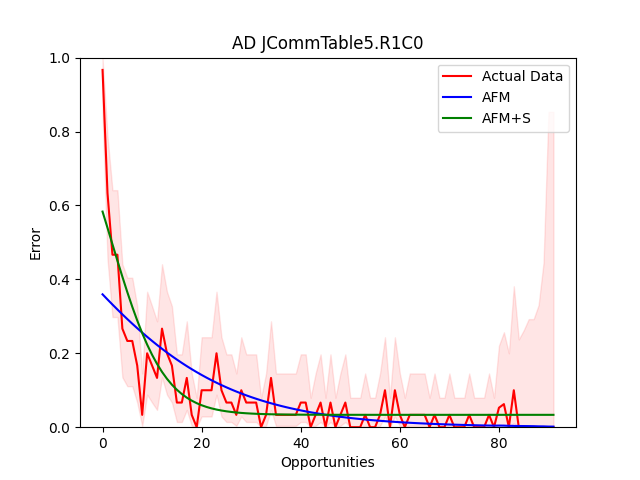 AD JCommTable5.R1C0
1.0
0.8
0.6
0.4
0.2
0.0
Error
Actual Data
AFM
AFM+S
0 20 40 60 80
Opportunities